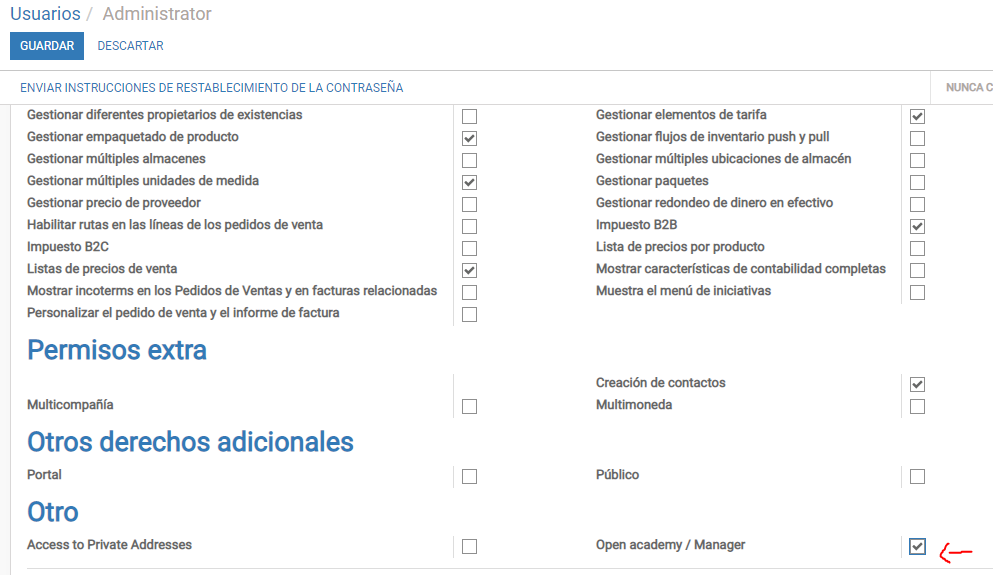 Usuarios / Administrator
GUARDAR DESCARTAR
ENVIAR INSTRUCCIONES DE RESTABLECIMIENTO DE LA CONTRASEÑA NUNCA C
Gestionar diferentes propietarios de existencias Gestionar elementos de tarifa
Gestionar empaquetado de producto Gestionar flujos de inventario push y pull
Gestionar múltiples almacenes Gestionar múltiples ubicaciones de almacén
Gestionar múltiples unidades de medida Gestionar paquetes
Gestionar precio de proveedor Gestionar redondeo de dinero en efectivo
Habilitar rutas en las líneas de los pedidos de venta Impuesto B2B
Impuesto B2C Lista de precios por producto
Listas de precios de venta Mostrar características de contabilidad completas
Mostrar incoterms en los Pedidos de Ventas y en facturas relacionadas Muestra el menú de iniciativas
Personalizar el pedido de venta y el informe de factura
Permisos extra
Creación de contactos
Multicompañía Multimoneda
Otros derechos adicionales
Portal Público
Otro
Access to Private Addresses Open academy / Manager